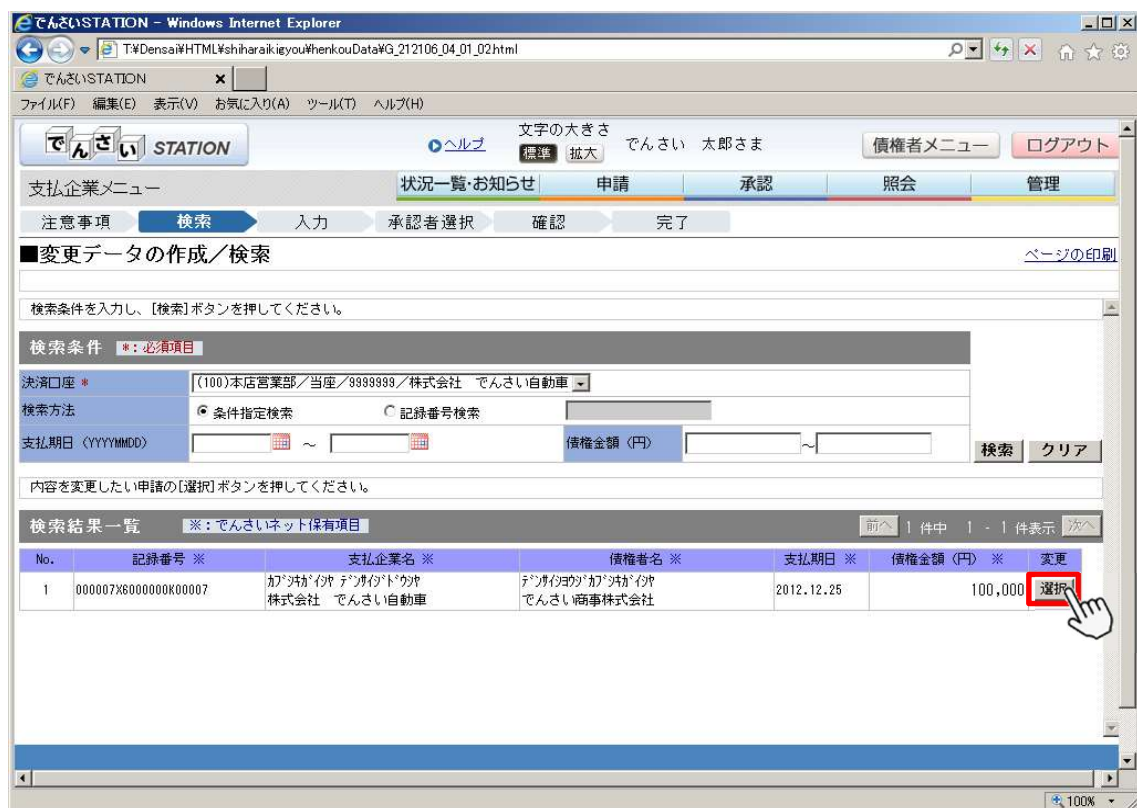 でんさいSTATION - Windows Internet Explorer
T:¥Densai¥HTML¥shiharaikigyou¥henkouData¥G_212106_04_01_02.html
でんさいSTATION
ファイル(F) 編集(E) 表示(V) お気に入り(A) ツール(T) ヘルプ(H)
でんさい STATION
ヘルプ
文字の大きさ
標準 拡大
でんさい 太郎さま
債権者メニュー
ログアウト
支払企業メニュー
状況一覧・お知らせ 申請 承認 照会 管理
注意事項 検索 入力 承認者選択 確認 完了
■変更データの作成／検索
ページの印刷
検索条件を入力し、[検索]ボタンを押してください。
検索条件 *：必須項目
決済口座 * (100)本店営業部／当座／9999999／株式会社 でんさい自動車
検索方法 条件指定検索 記録番号検索
支払期日 (YYYYMMDD) ～ 債権金額 (円) ～
検索 クリア
内容を変更したい申請の[選択]ボタンを押してください。
検索結果一覧 ※：でんさいネット保有項目
前へ 1 件中 1 - 1 件表示 次へ
No. 記録番号 ※ 支払企業名 ※ 債権者名 ※ 支払期日 ※ 債権金額 (円) ※ 変更
1 000007X6000000K00007 ｶﾌﾞｼｷｶﾞｲｼﾔ ﾃﾞﾝｻｲｼﾞﾄﾞｳｼﾔ 株式会社 でんさい自動車 ﾃﾞﾝｻｲｼﾖｳｼﾞｶﾌﾞｼｷｶﾞｲｼﾔ でんさい商事株式会社 2012.12.25 100,000 選択
100%